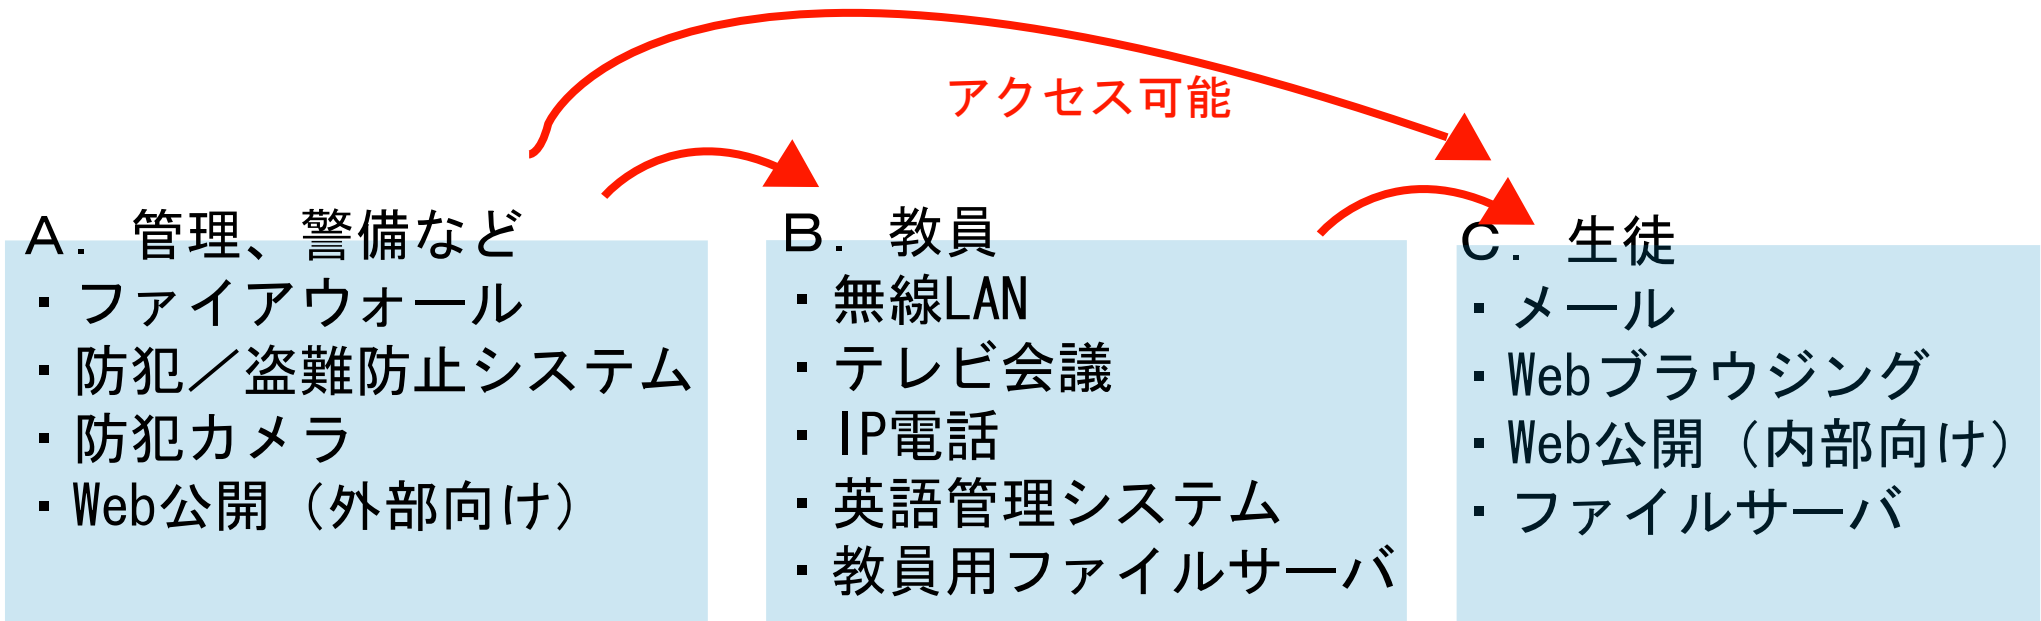 アクセス可能
A. 管理、警備など
・ファイアウォール
・防犯／盗難防止システム
・防犯カメラ
・Web公開（外部向け）
B. 教員
・無線LAN
・テレビ会議
・IP電話
・英語管理システム
・教員用ファイルサーバ
C. 生徒
・メール
・Webブラウジング
・Web公開（内部向け）
・ファイルサーバ